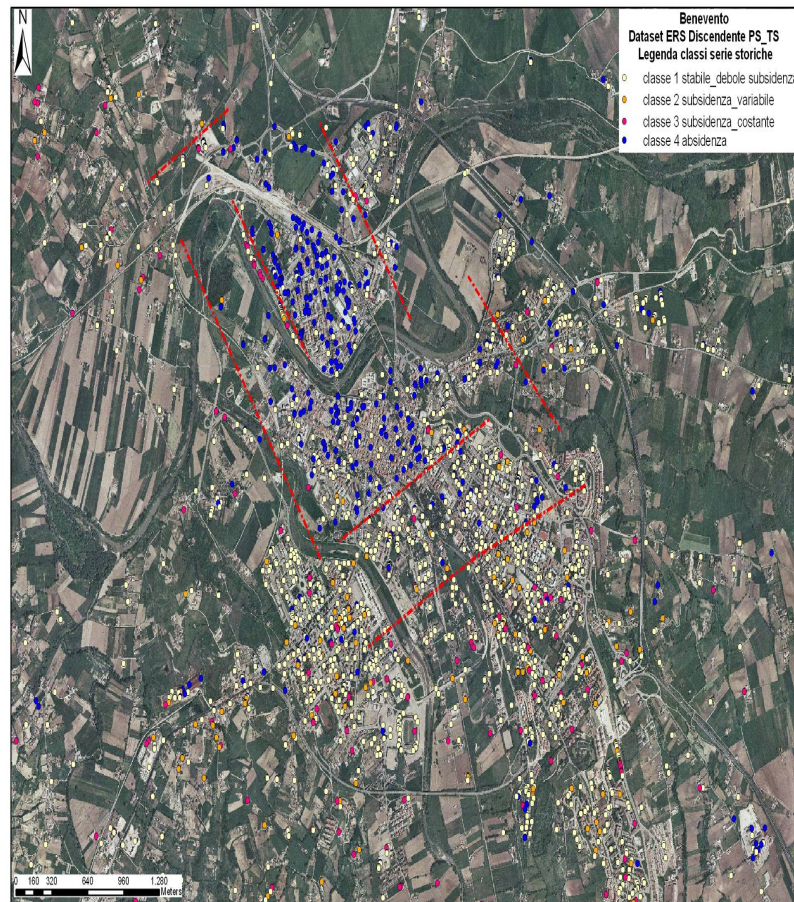 N
Benevento
Dataset ERS Discendente PS_TS
Legenda classi serie storiche
classe 1 stabile_debole subsidenza
classe 2 subsidenza_variabile
classe 3 subsidenza_costante
classe 4 absidenza
0 160 320 640 960 1.280
Meters